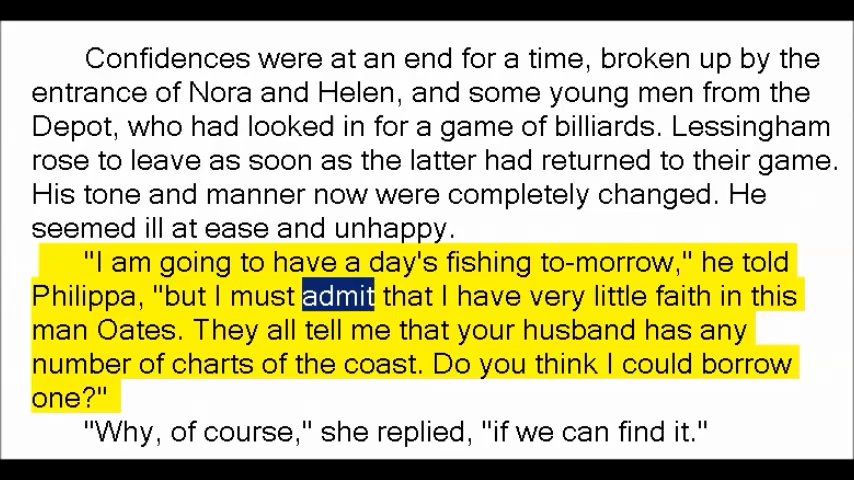 Confidences were at an end for a time, broken up by the
entrance of Nora and Helen, and some young men from the
Depot, who had looked in for a game of billiards. Lessingham
rose to leave as soon as the latter had returned to their game.
His tone and manner now were completely changed. He
seemed ill at ease and unhappy.
"I am going to have a day's fishing to-morrow," he told
Philippa, "but I must admit that I have very little faith in this
man Oates. They all tell me that your husband has any
number of charts of the coast. Do you think I could borrow
one?"
"Why, of course," she replied, "if we can find it."